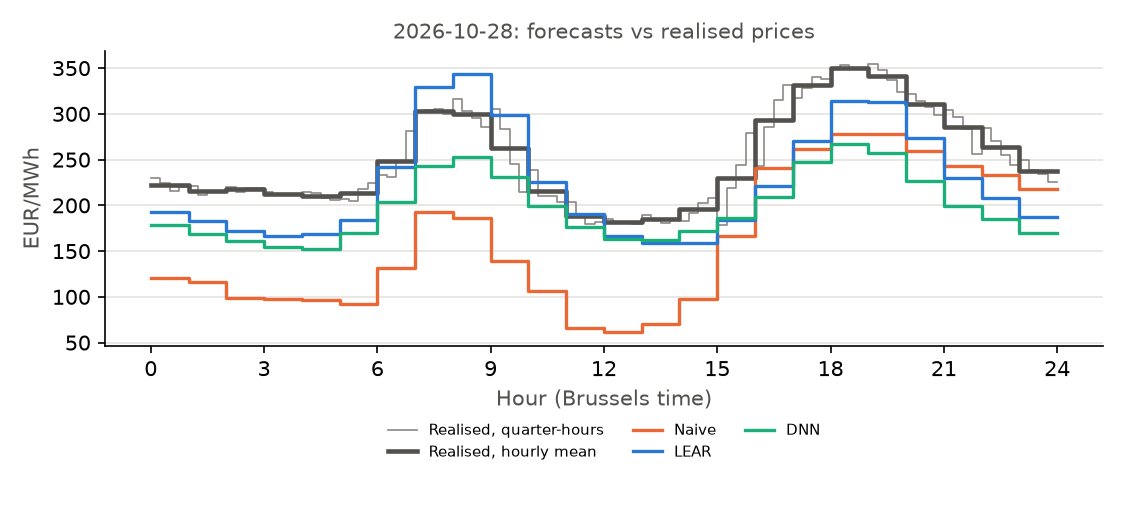 2026-10-28: forecasts vs realised prices
EUR/MWh
350
300
250
200
150
100
50
0 3 6 9 12 15 18 21 24
Hour (Brussels time)
Realised, quarter-hours Naive DNN
Realised, hourly mean LEAR